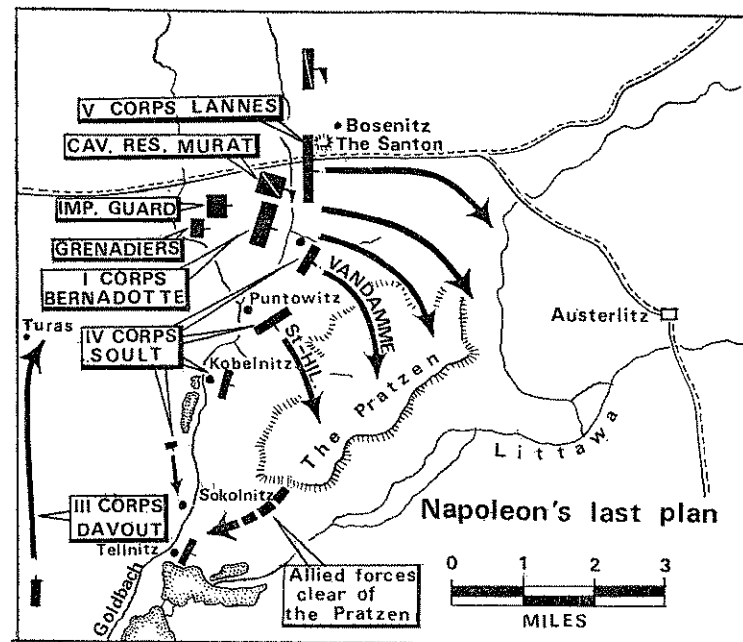 V CORPS LANNES
CAV. RES. MURAT
IMP. GUARD
GRENADIERS
I CORPS
BERNADOTTE
Bosenitz
The Santon
VANDAMME
Puntowitz
ST-HIL.
IV CORPS
SOULT
Turas
Kobelnitz
Austerlitz
The Pratzen
Littawa
III CORPS
DAVOUT
Sokolnitz
Tellnitz
Goldbach
Allied forces
clear of
the Pratzen
Napoleon's last plan
0 1 2 3
MILES